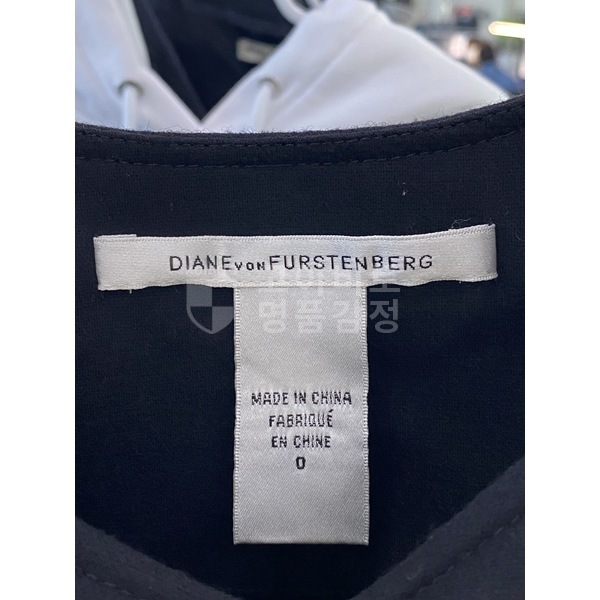 DIANE VON FURSTENBERG
명품감정
MADE IN CHINA
FABRIQUÉ
EN CHINE
0